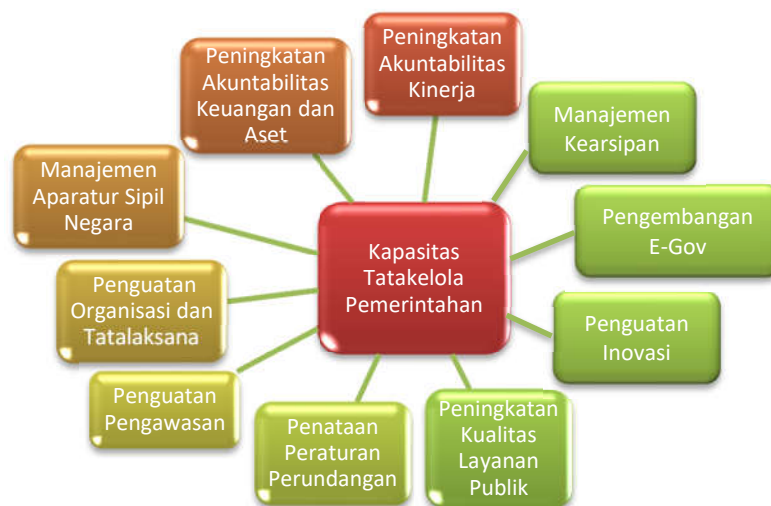 Peningkatan
Akuntabilitas
Kinerja
Manajemen
Kearsipan
Pengembangan
E-Gov
Penguatan
Inovasi
Peningkatan
Kualitas
Layanan
Publik
Penataan
Peraturan
Perundangan
Penguatan
Pengawasan
Penguatan
Organisasi dan
Tatalaksana
Manajemen
Aparatur Sipil
Negara
Peningkatan
Akuntabilitas
Keuangan dan
Aset
Kapasitas
Tatakelola
Pemerintahan